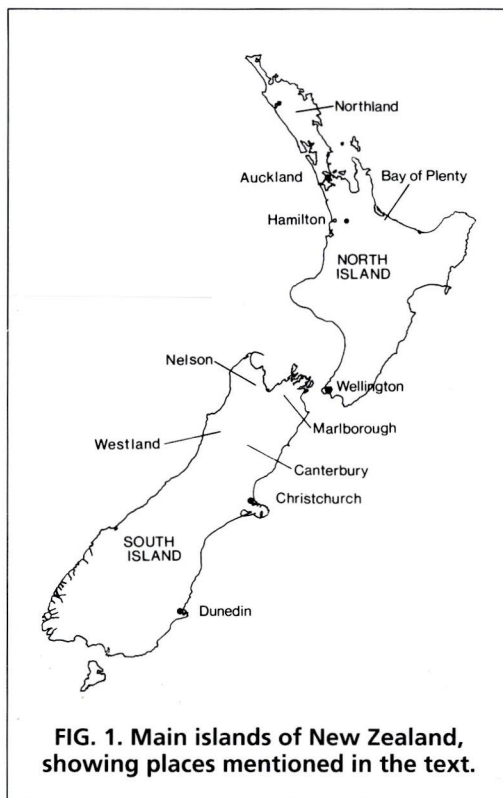 Northland
Auckland
Bay of Plenty
Hamilton
NORTH
ISLAND
Nelson
Wellington
Marlborough
Westland
Canterbury
Christchurch
SOUTH
ISLAND
Dunedin
FIG. 1. Main islands of New Zealand,
showing places mentioned in the text.